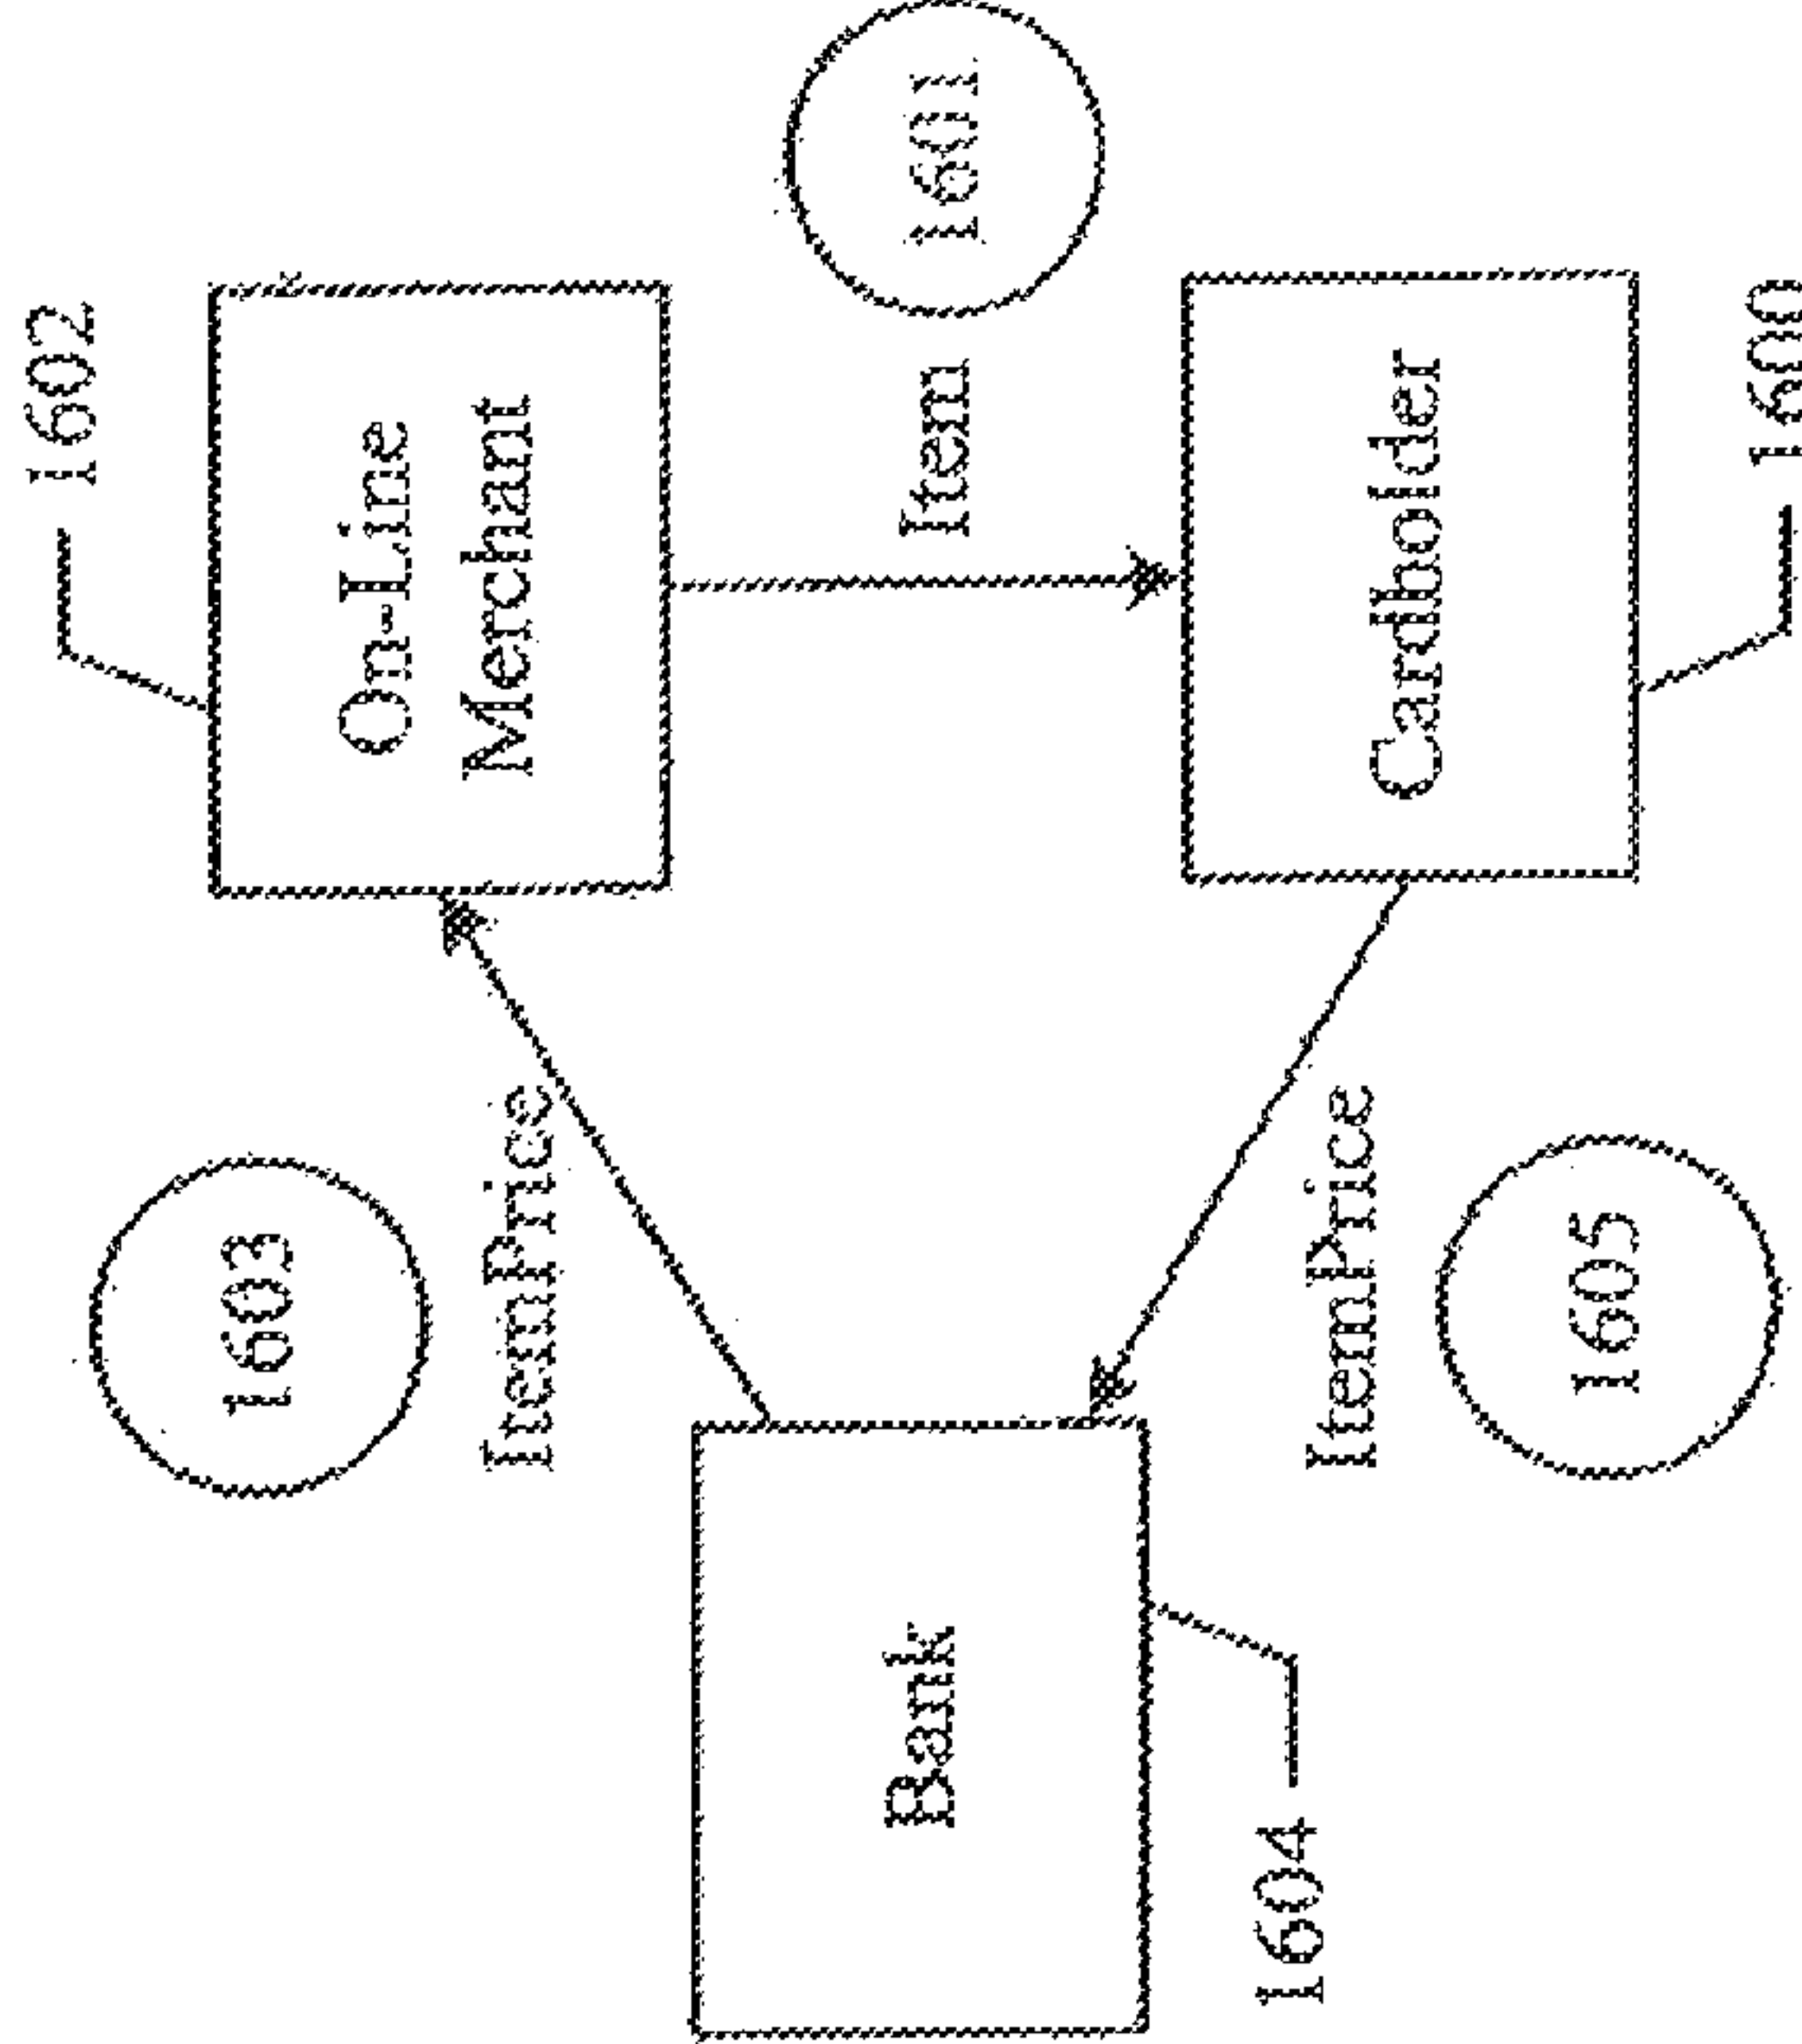 1602
On-Line
Merchant
1603
ItemPrice
1601
Item
Bank
1604
Cardholder
1600
ItemPrice
1605